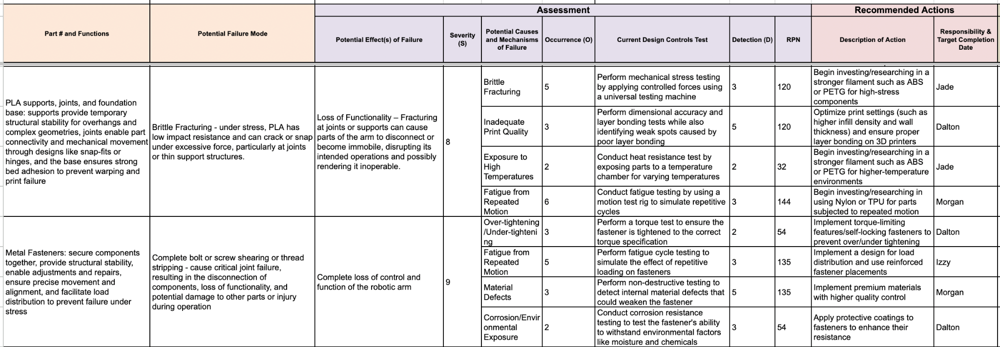 Assessment
Recommended Actions
Part # and Functions
Potential Failure Mode
Potential Effect(s) of Failure
Severity
(S)
Potential Causes
and Mechanisms
of Failure
Occurrence (O)
Current Design Controls Test
Detection (D)
RPN
Description of Action
Responsibility &
Target Completion
Date
PLA supports, joints, and foundation
base: supports provide temporary
structural stability for overhangs and
complex geometries, joints enable part
connectivity and mechanical movement
through designs like snap-fits or
hinges, and the base ensures strong
bed adhesion to prevent warping and
print failure
Brittle Fracturing - under stress, PLA has
low impact resistance and can crack or snap
under excessive force, particularly at joints
or thin support structures.
Loss of Functionality – Fracturing
at joints or supports can cause
parts of the arm to disconnect or
become immobile, disrupting its
intended operations and possibly
rendering it inoperable.
8
Brittle
Fracturing
5
Perform mechanical stress testing
by applying controlled forces using
a universal testing machine
3
120
Begin investing/researching in a
stronger filament such as ABS
or PETG for high-stress
components
Jade
Inadequate
Print Quality
3
Perform dimensional accuracy and
layer bonding tests while also
identifying weak spots caused by
poor layer bonding
5
120
Optimize print settings (such as
higher infill density and wall
thickness) and ensure proper
layer bonding on 3D printers
Dalton
Exposure to
High
Temperatures
2
Conduct heat resistance test by
exposing parts to a temperature
chamber for varying temperatures
2
32
Begin investing/researching in a
stronger filament such as ABS
or PETG for higher-temperature
environments
Jade
Fatigue from
Repeated
Motion
6
Conduct fatigue testing by using a
motion test rig to simulate repetitive
cycles
3
144
Begin investing/researching in
using Nylon or TPU for parts
subjected to repeated motion
Morgan
Metal Fasteners: secure components
together, provide structural stability,
enable adjustments and repairs,
ensure precise movement and
alignment, and facilitate load
distribution to prevent failure under
stress
Complete bolt or screw shearing or thread
stripping - cause critical joint failure,
resulting in the disconnection of
components, loss of functionality, and
potential damage to other parts or injury
during operation
Complete loss of control and
function of the robotic arm
9
Over-tightening
/Under-tighteni
ng
3
Perform a torque test to ensure the
fastener is tightened to the correct
torque specification
2
54
Implement torque-limiting
features/self-locking fasteners to
prevent over/under tightening
Dalton
Fatigue from
Repeated
Motion
5
Perform fatigue cycle testing to
simulate the effect of repetitive
loading on fasteners
3
135
Implement a design for load
distribution and use reinforced
fastener placements
Izzy
Material
Defects
3
Perform non-destructive testing to
detect internal material defects that
could weaken the fastener
5
135
Implement premium materials
with higher quality control
Morgan
Corrosion/Envir
onmental
Exposure
2
Conduct corrosion resistance
testing to test the fastener's ability
to withstand environmental factors
like moisture and chemicals
3
54
Apply protective coatings to
fasteners to enhance their
resistance
Dalton